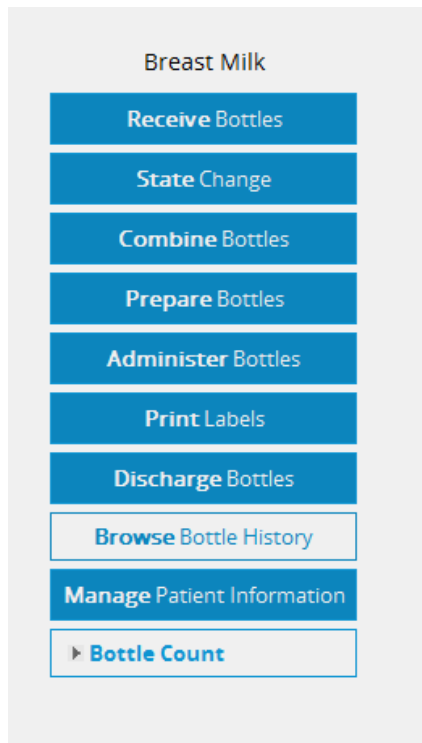 Breast Milk
Receive Bottles
State Change
Combine Bottles
Prepare Bottles
Administer Bottles
Print Labels
Discharge Bottles
Browse Bottle History
Manage Patient Information
Bottle Count